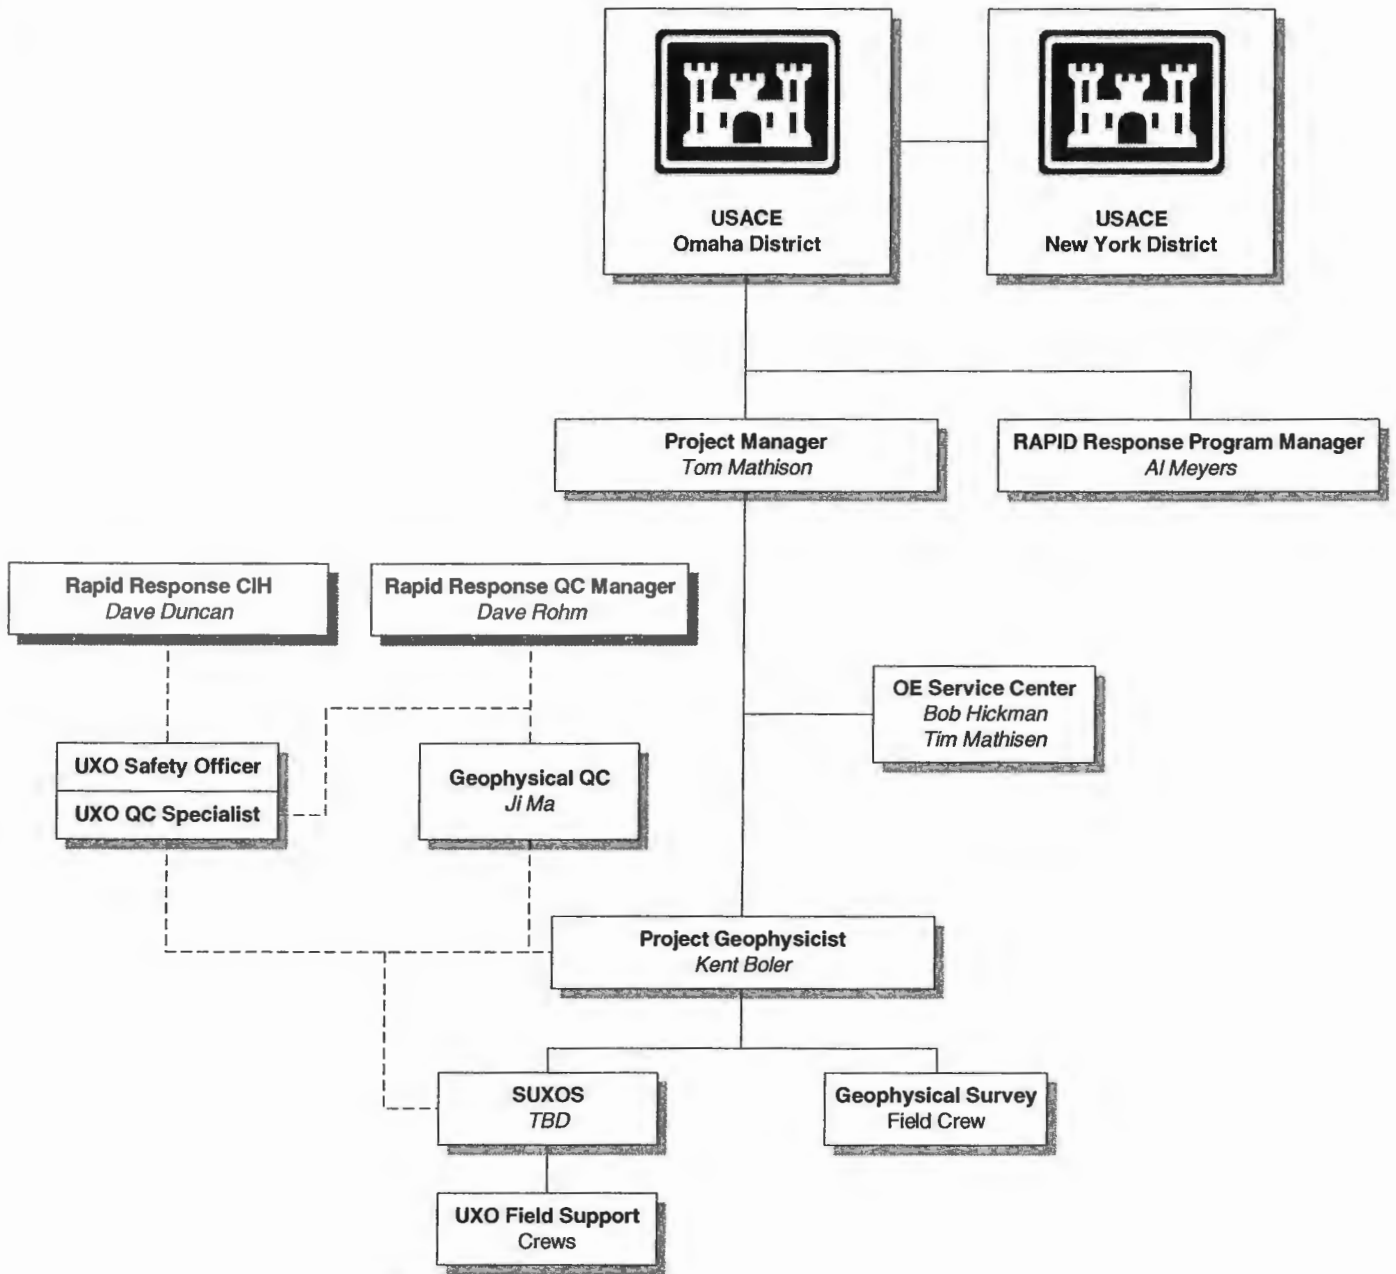 USACE
Omaha District
USACE
New York District
Project Manager
Tom Mathison
RAPID Response Program Manager
Al Meyers
Rapid Response CIH
Dave Duncan
Rapid Response QC Manager
Dave Rohm
OE Service Center
Bob Hickman
Tim Mathisen
UXO Safety Officer
UXO QC Specialist
Geophysical QC
Ji Ma
Project Geophysicist
Kent Boler
SUXOS
TBD
Geophysical Survey
Field Crew
UXO Field Support
Crews